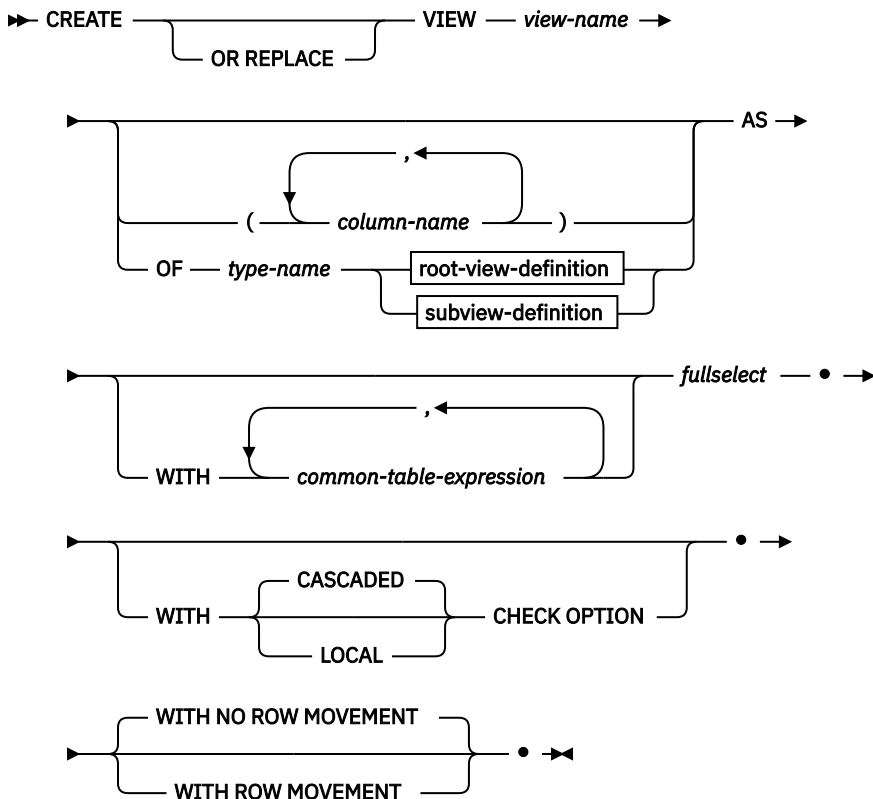 CREATE VIEW view-name
OR REPLACE
AS
,
( column-name )
OF type-name root-view-definition
subview-definition
fullselect •
,
WITH common-table-expression
•
CASCADED
WITH CHECK OPTION
LOCAL
WITH NO ROW MOVEMENT
•
WITH ROW MOVEMENT